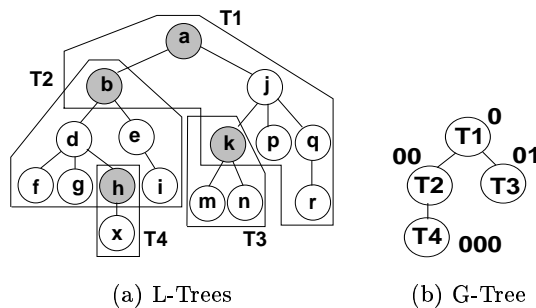 T1
a
T2
b
j
0
d
e
k
p
q
T1
00
01
f
g
h
i
T2
T3
m
n
r
x
T4
T3
T4
000
(a) L-Trees
(b) G-Tree